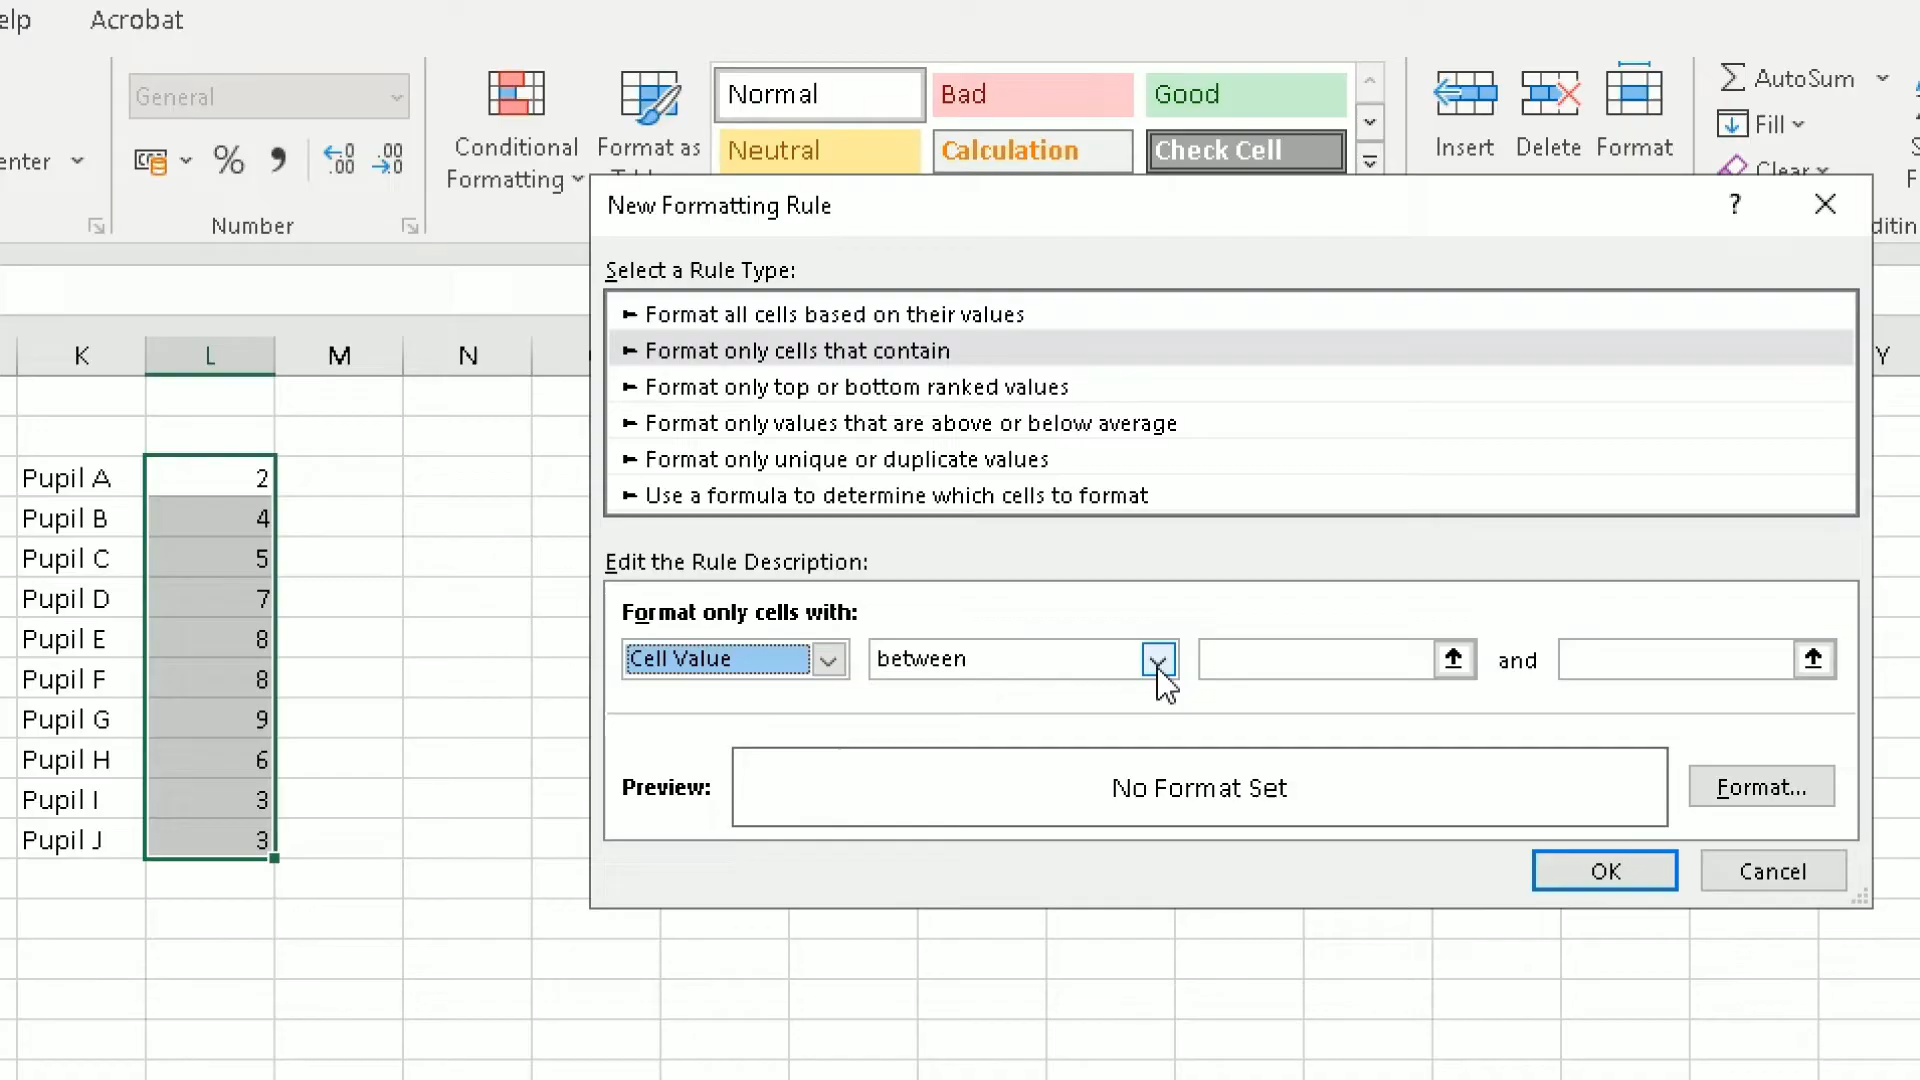 elp Acrobat
General
enter
%
Number
Conditional Formatting
Format as
Normal Bad Good
Neutral Calculation Check Cell
Insert Delete Format
AutoSum
Fill
Clear
New Formatting Rule ?
Select a Rule Type:
Format all cells based on their values
Format only cells that contain
Format only top or bottom ranked values
Format only values that are above or below average
Format only unique or duplicate values
Use a formula to determine which cells to format
Edit the Rule Description:
Format only cells with:
Cell Value between and
Preview: No Format Set Format...
OK Cancel
K L M N Y
Pupil A 2
Pupil B 4
Pupil C 5
Pupil D 7
Pupil E 8
Pupil F 8
Pupil G 9
Pupil H 6
Pupil I 3
Pupil J 3